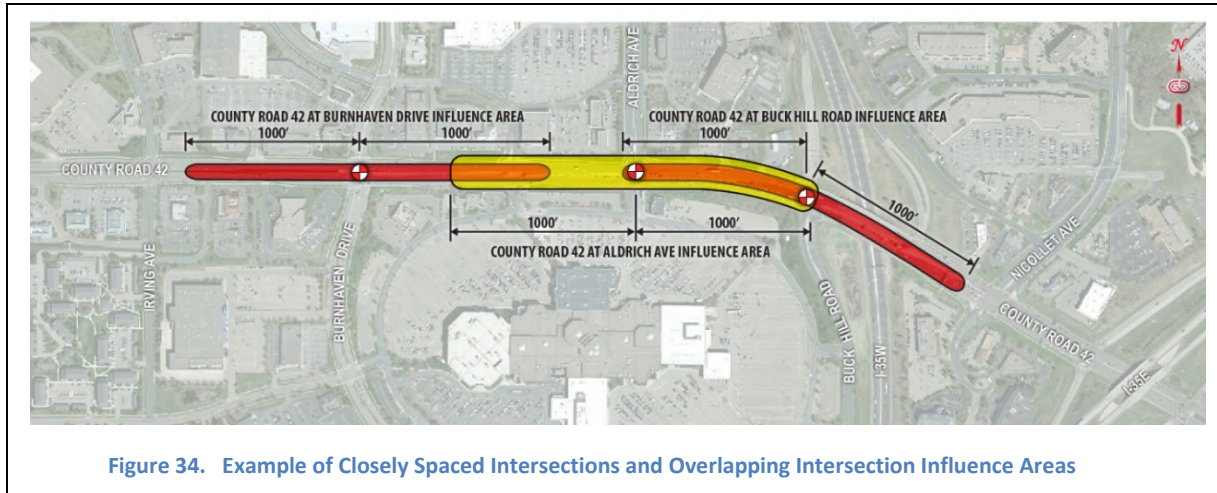 ALDRICH AVE
N
COUNTY ROAD 42 AT BURNHAVEN DRIVE INFLUENCE AREA
1000' 1000'
COUNTY ROAD 42 AT BUCK HILL ROAD INFLUENCE AREA
1000'
COUNTY ROAD 42
1000'
1000' 1000'
COUNTY ROAD 42 AT ALDRICH AVE INFLUENCE AREA
IRVING AVE
BURNHAVEN DRIVE
BUCK HILL ROAD
I-35W
NICOLLET AVE
COUNTY ROAD 42
I-35E
Figure 34. Example of Closely Spaced Intersections and Overlapping Intersection Influence Areas